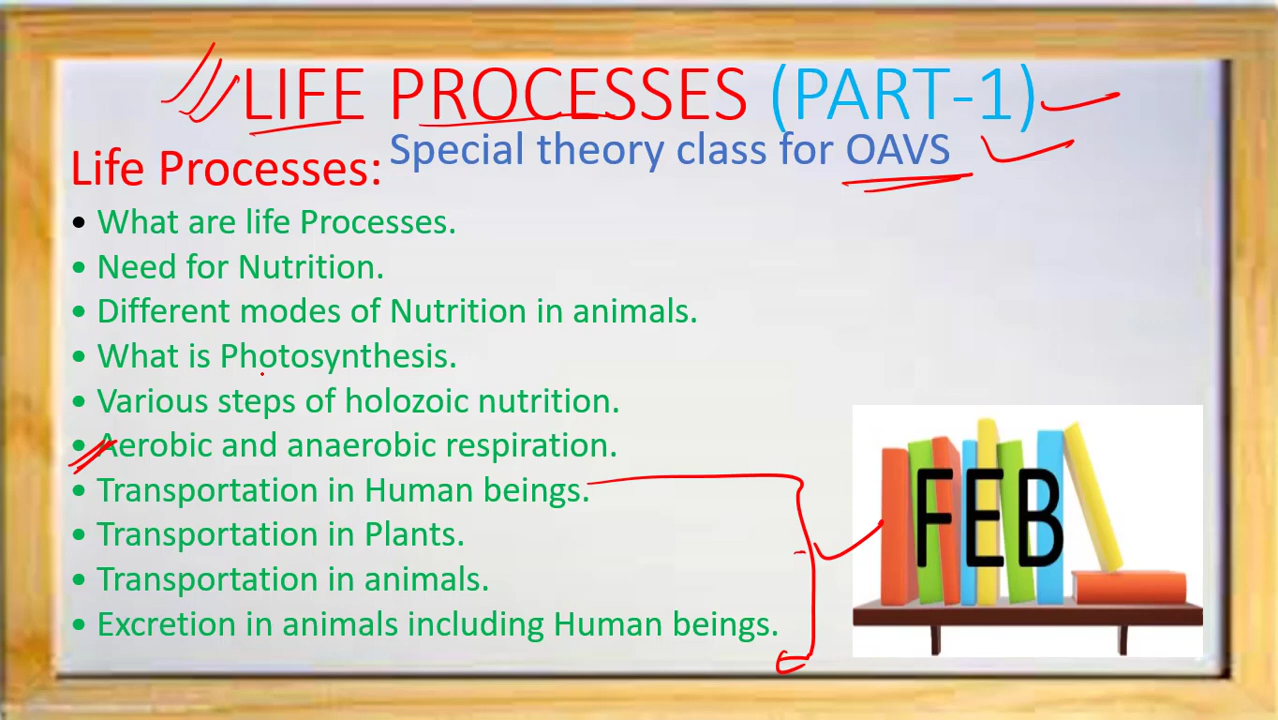 LIFE PROCESSES (PART-1)
Special theory class for OAVS
Life Processes:
• What are life Processes.
• Need for Nutrition.
• Different modes of Nutrition in animals.
• What is Photosynthesis.
• Various steps of holozoic nutrition.
• Aerobic and anaerobic respiration.
• Transportation in Human beings.
• Transportation in Plants.
• Transportation in animals.
• Excretion in animals including Human beings.
FEB